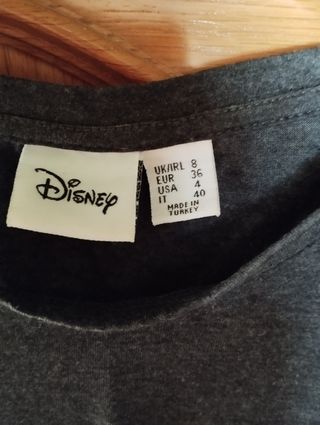 Disney
UK/IRL 8
EUR 36
USA 4
IT 40
MADE IN
TURKEY